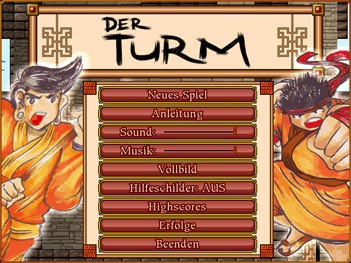 DER
TURM
Neues Spiel
Anleitung
Sound:
Musik:
Vollbild
Hilfeschilder: AUS
Highscores
Erfolge
Beenden